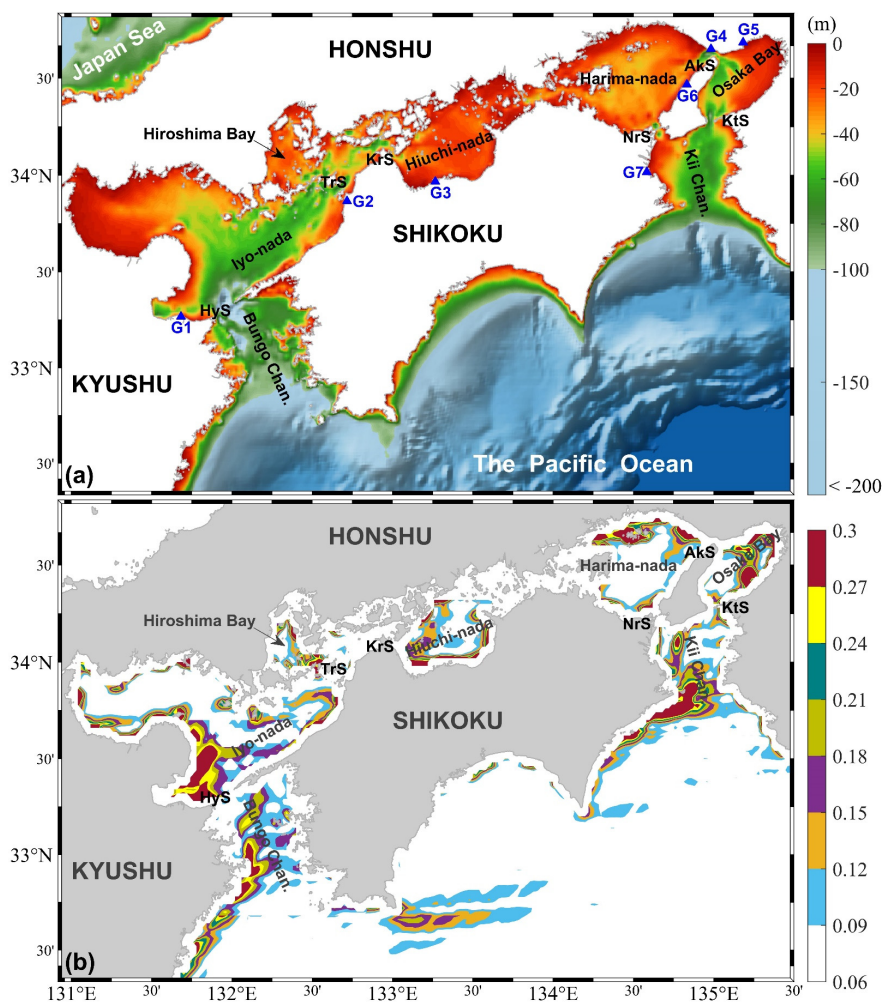 (m)
Japan Sea
HONSHU
G4
G5
0
30'
AkS
Osaka Bay
Harima-nada
G6
-20
Hiroshima Bay
NrS
KtS
-40
KrS
Hiuchi-nada
34°N
TrS
G3
G7
Kii Chan.
-60
G2
SHIKOKU
Iyo-nada
-80
30'
-100
HyS
G1
Bungo Chan.
33°N
KYUSHU
-150
30'
The Pacific Ocean
(a)
< -200
HONSHU
0.3
30'
AkS
Osaka Bay
Harima-nada
0.27
Hiroshima Bay
NrS
KtS
0.24
KrS
Hiuchi-nada
34°N
TrS
Kii Chan.
0.21
SHIKOKU
Iyo-nada
0.18
30'
HyS
0.15
Bungo Chan.
33°N
KYUSHU
0.12
30'
0.09
(b)
0.06
131°E 30' 132°E 30' 133°E 30' 134°E 30' 135°E 30'